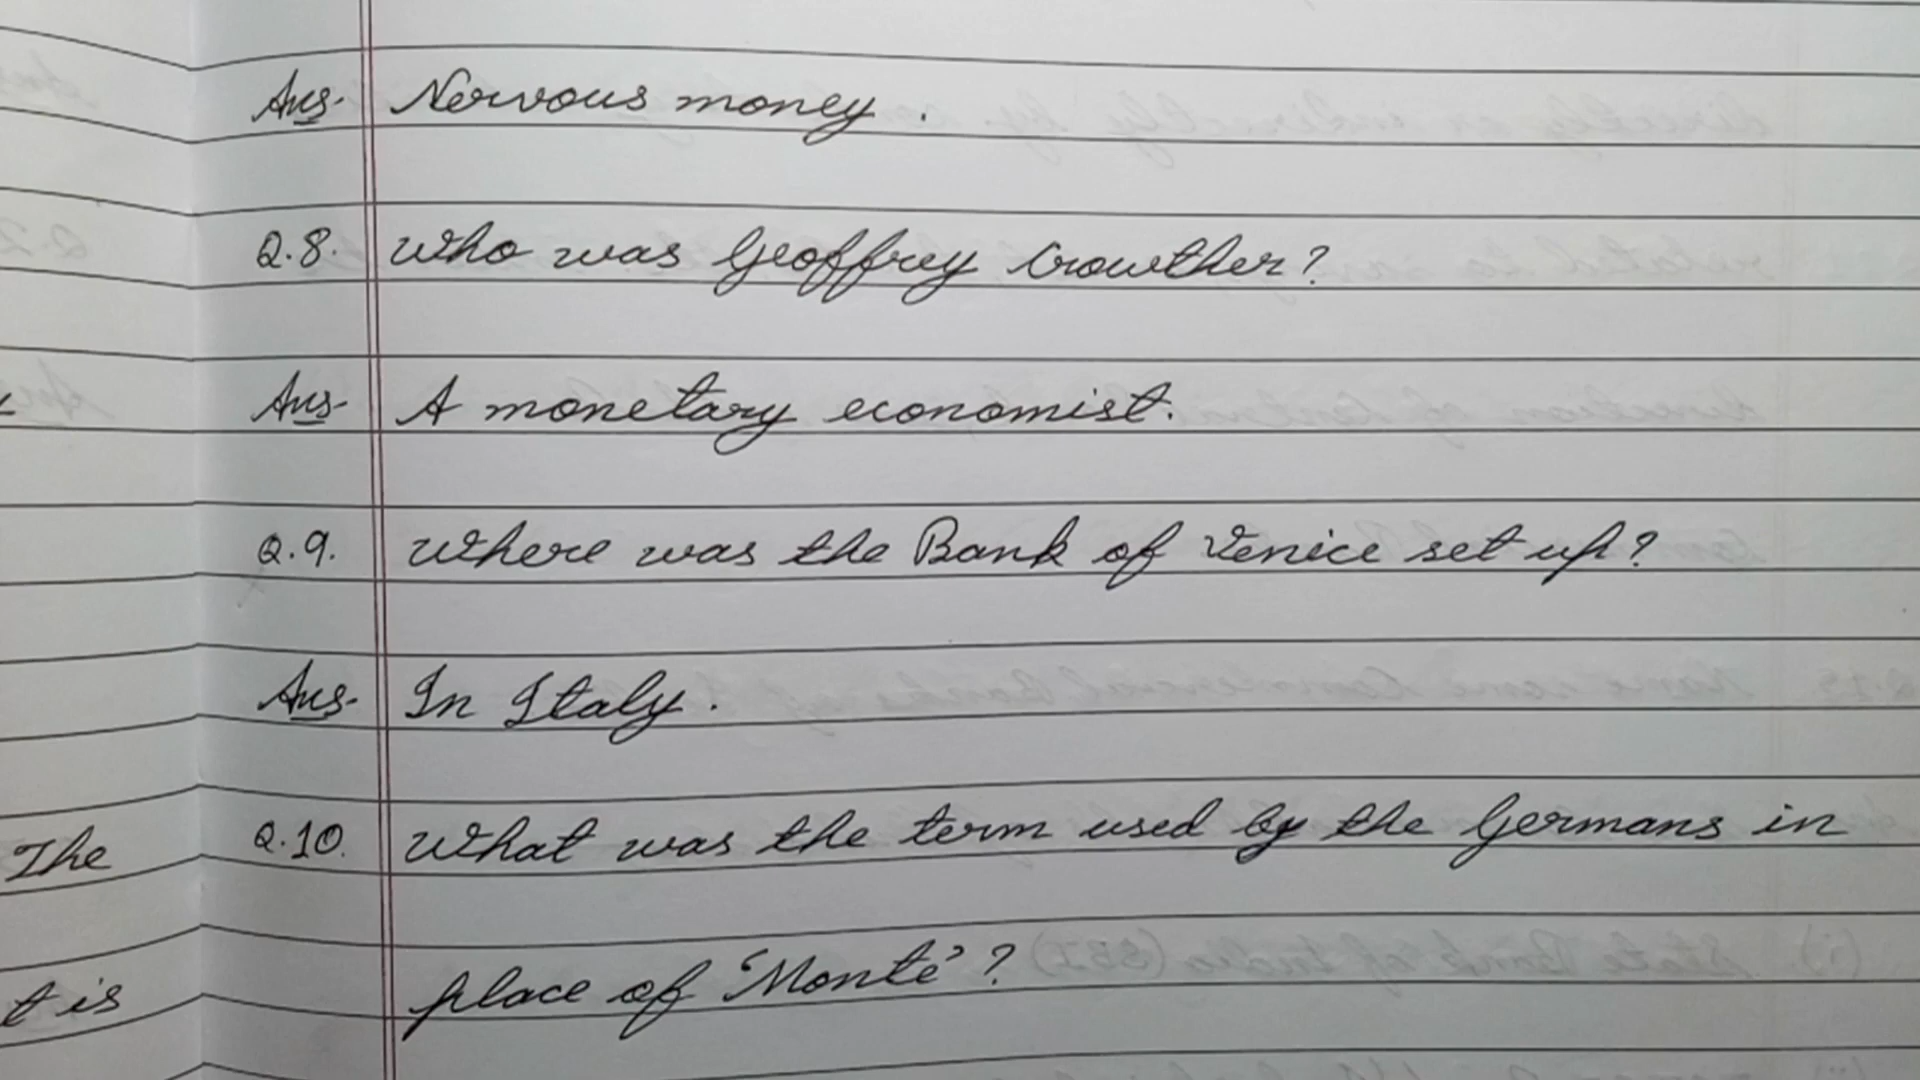 Ans. Nervous money.
Q.8. Who was Geoffrey Crowther?
Ans. A monetary economist.
Q.9. Where was the Bank of Venice set up?
Ans. In Italy.
Q.10. What was the term used by the Germans in
The
place of 'Monte'?
t is